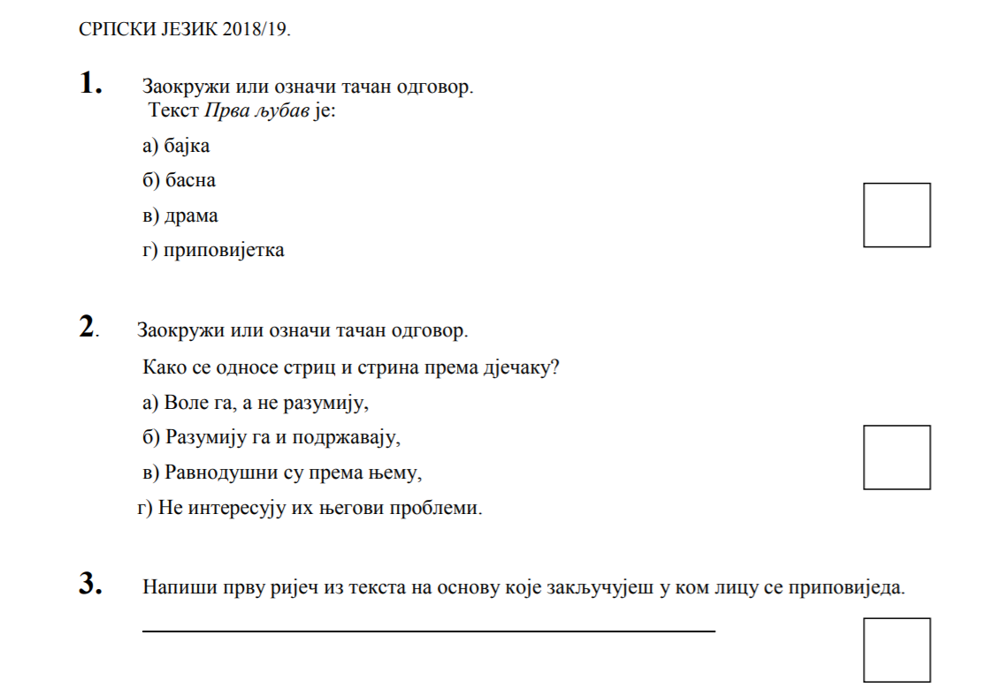 СРПСКИ ЈЕЗИК 2018/19.
1. Заокружи или означи тачан одговор.
Текст Прва љубав је:
а) бајка
б) басна
в) драма
г) приповијетка
2. Заокружи или означи тачан одговор.
Како се односе стриц и стрина према дјечаку?
а) Воле га, а не разумију,
б) Разумију га и подржавају,
в) Равнодушни су према њему,
г) Не интересују их његови проблеми.
3. Напиши прву ријеч из текста на основу које закључујеш у ком лицу се приповиједа.